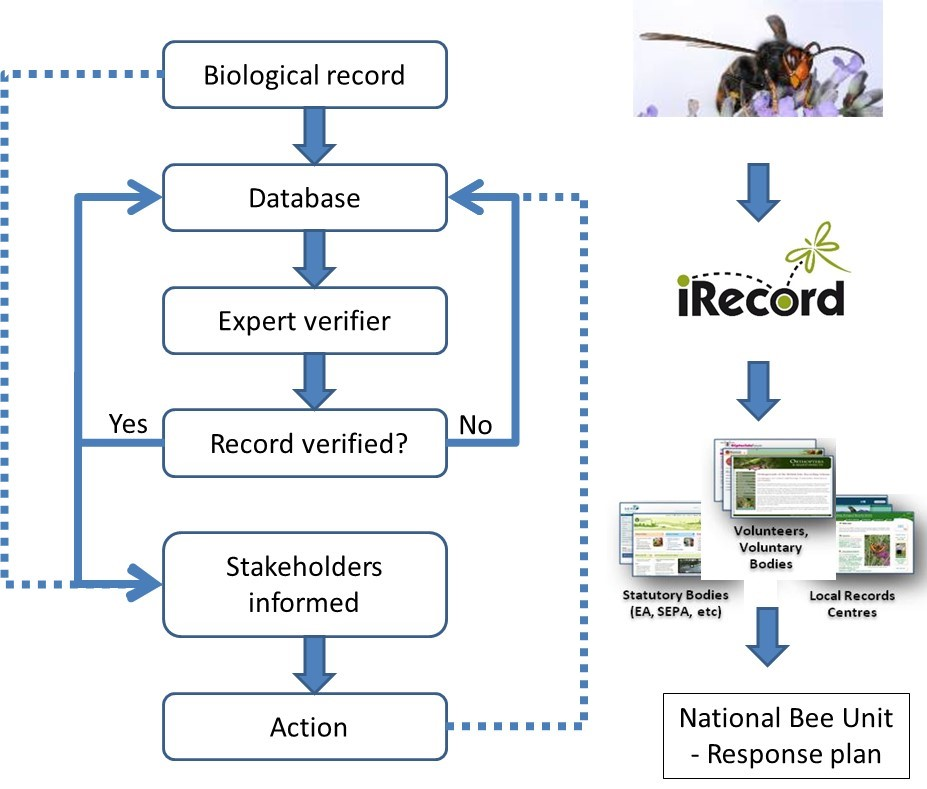 Biological record
Database
Expert verifier
Yes
Record verified?
No
Stakeholders
informed
Action
iRecord
Volunteers,
Voluntary
Bodies
Statutory Bodies
(EA, SEPA, etc)
Local Records
Centres
National Bee Unit
- Response plan